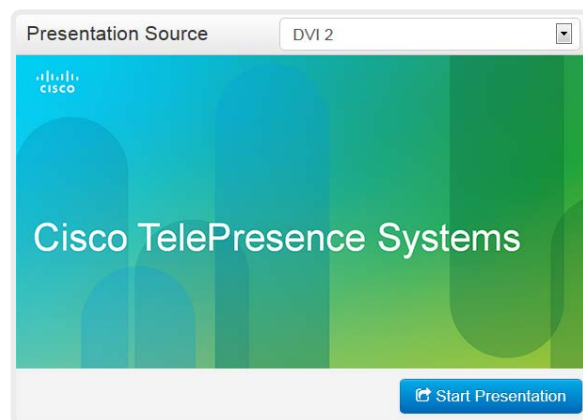 Presentation Source
DVI 2
CISCO
Cisco TelePresence Systems
Start Presentation